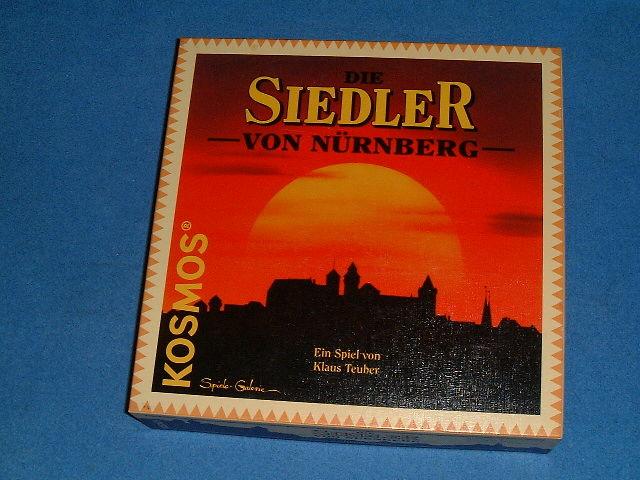 DIE
SIEDLER
VON NÜRNBERG
KOSMOS®
Ein Spiel von
Klaus Teuber
Spiele-Galerie